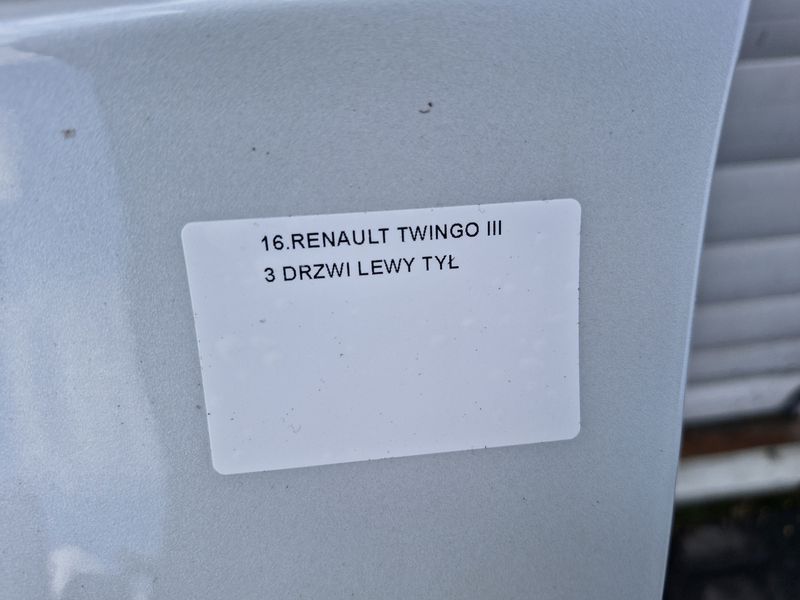 16.RENAULT TWINGO III
3 DRZWI LEWY TYŁ